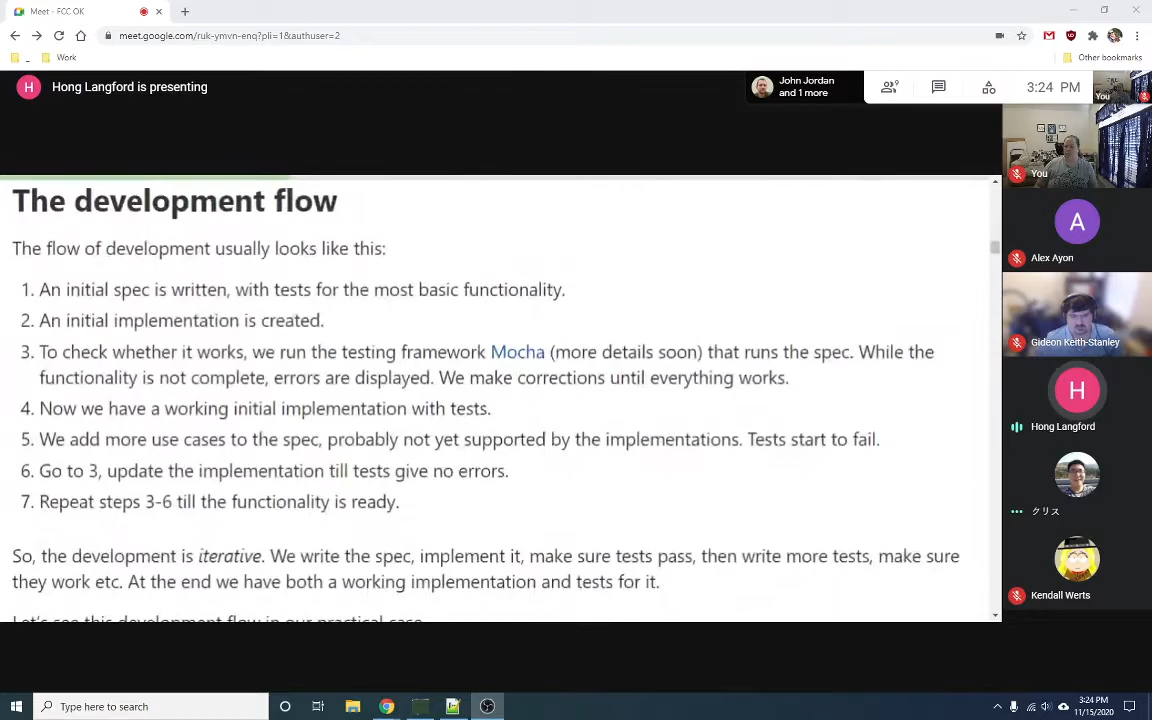 Meet - FCC OK
meet.google.com/ruk-ymvn-enq?pli=1&authuser=2
_
Work
Other bookmarks
H
Hong Langford is presenting
John Jordan
and 1 more
3:24 PM
You
You
The development flow
The flow of development usually looks like this:
1. An initial spec is written, with tests for the most basic functionality.
2. An initial implementation is created.
3. To check whether it works, we run the testing framework Mocha (more details soon) that runs the spec. While the
functionality is not complete, errors are displayed. We make corrections until everything works.
4. Now we have a working initial implementation with tests.
5. We add more use cases to the spec, probably not yet supported by the implementations. Tests start to fail.
6. Go to 3, update the implementation till tests give no errors.
7. Repeat steps 3-6 till the functionality is ready.
So, the development is iterative. We write the spec, implement it, make sure tests pass, then write more tests, make sure
they work etc. At the end we have both a working implementation and tests for it.
Let's see this development flow in our practical case
A
Alex Ayon
Gideon Keith-Stanley
H
Hong Langford
クリス
Kendall Werts
Type here to search
3:24 PM
11/15/2020